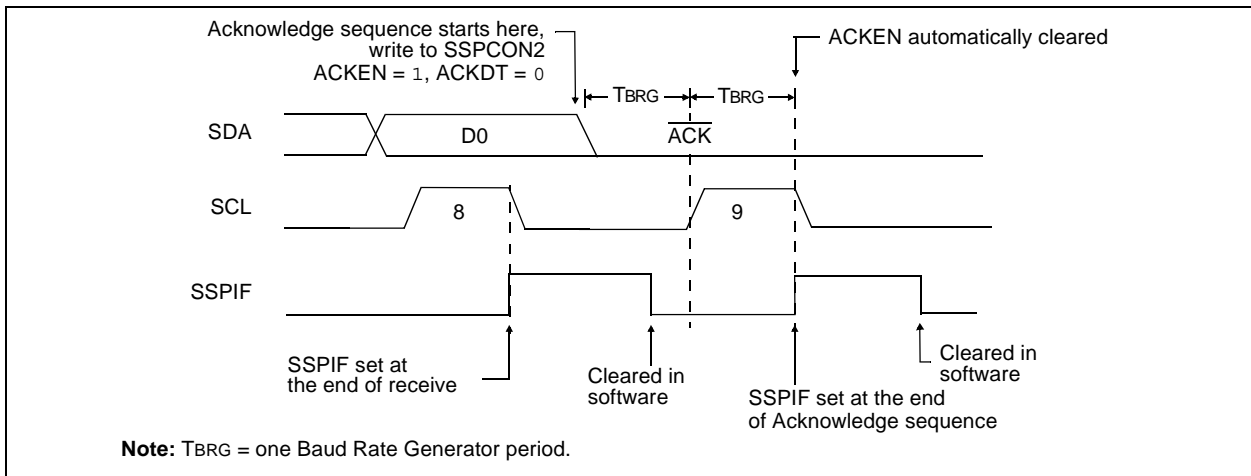 Acknowledge sequence starts here,
write to SSPCON2
ACKEN = 1, ACKDT = 0
ACKEN automatically cleared
TBRG
TBRG
SDA
D0
ACK
SCL
8
9
SSPIF
SSPIF set at
the end of receive
Cleared in
software
SSPIF set at the end
of Acknowledge sequence
Cleared in
software
Note: TBRG = one Baud Rate Generator period.